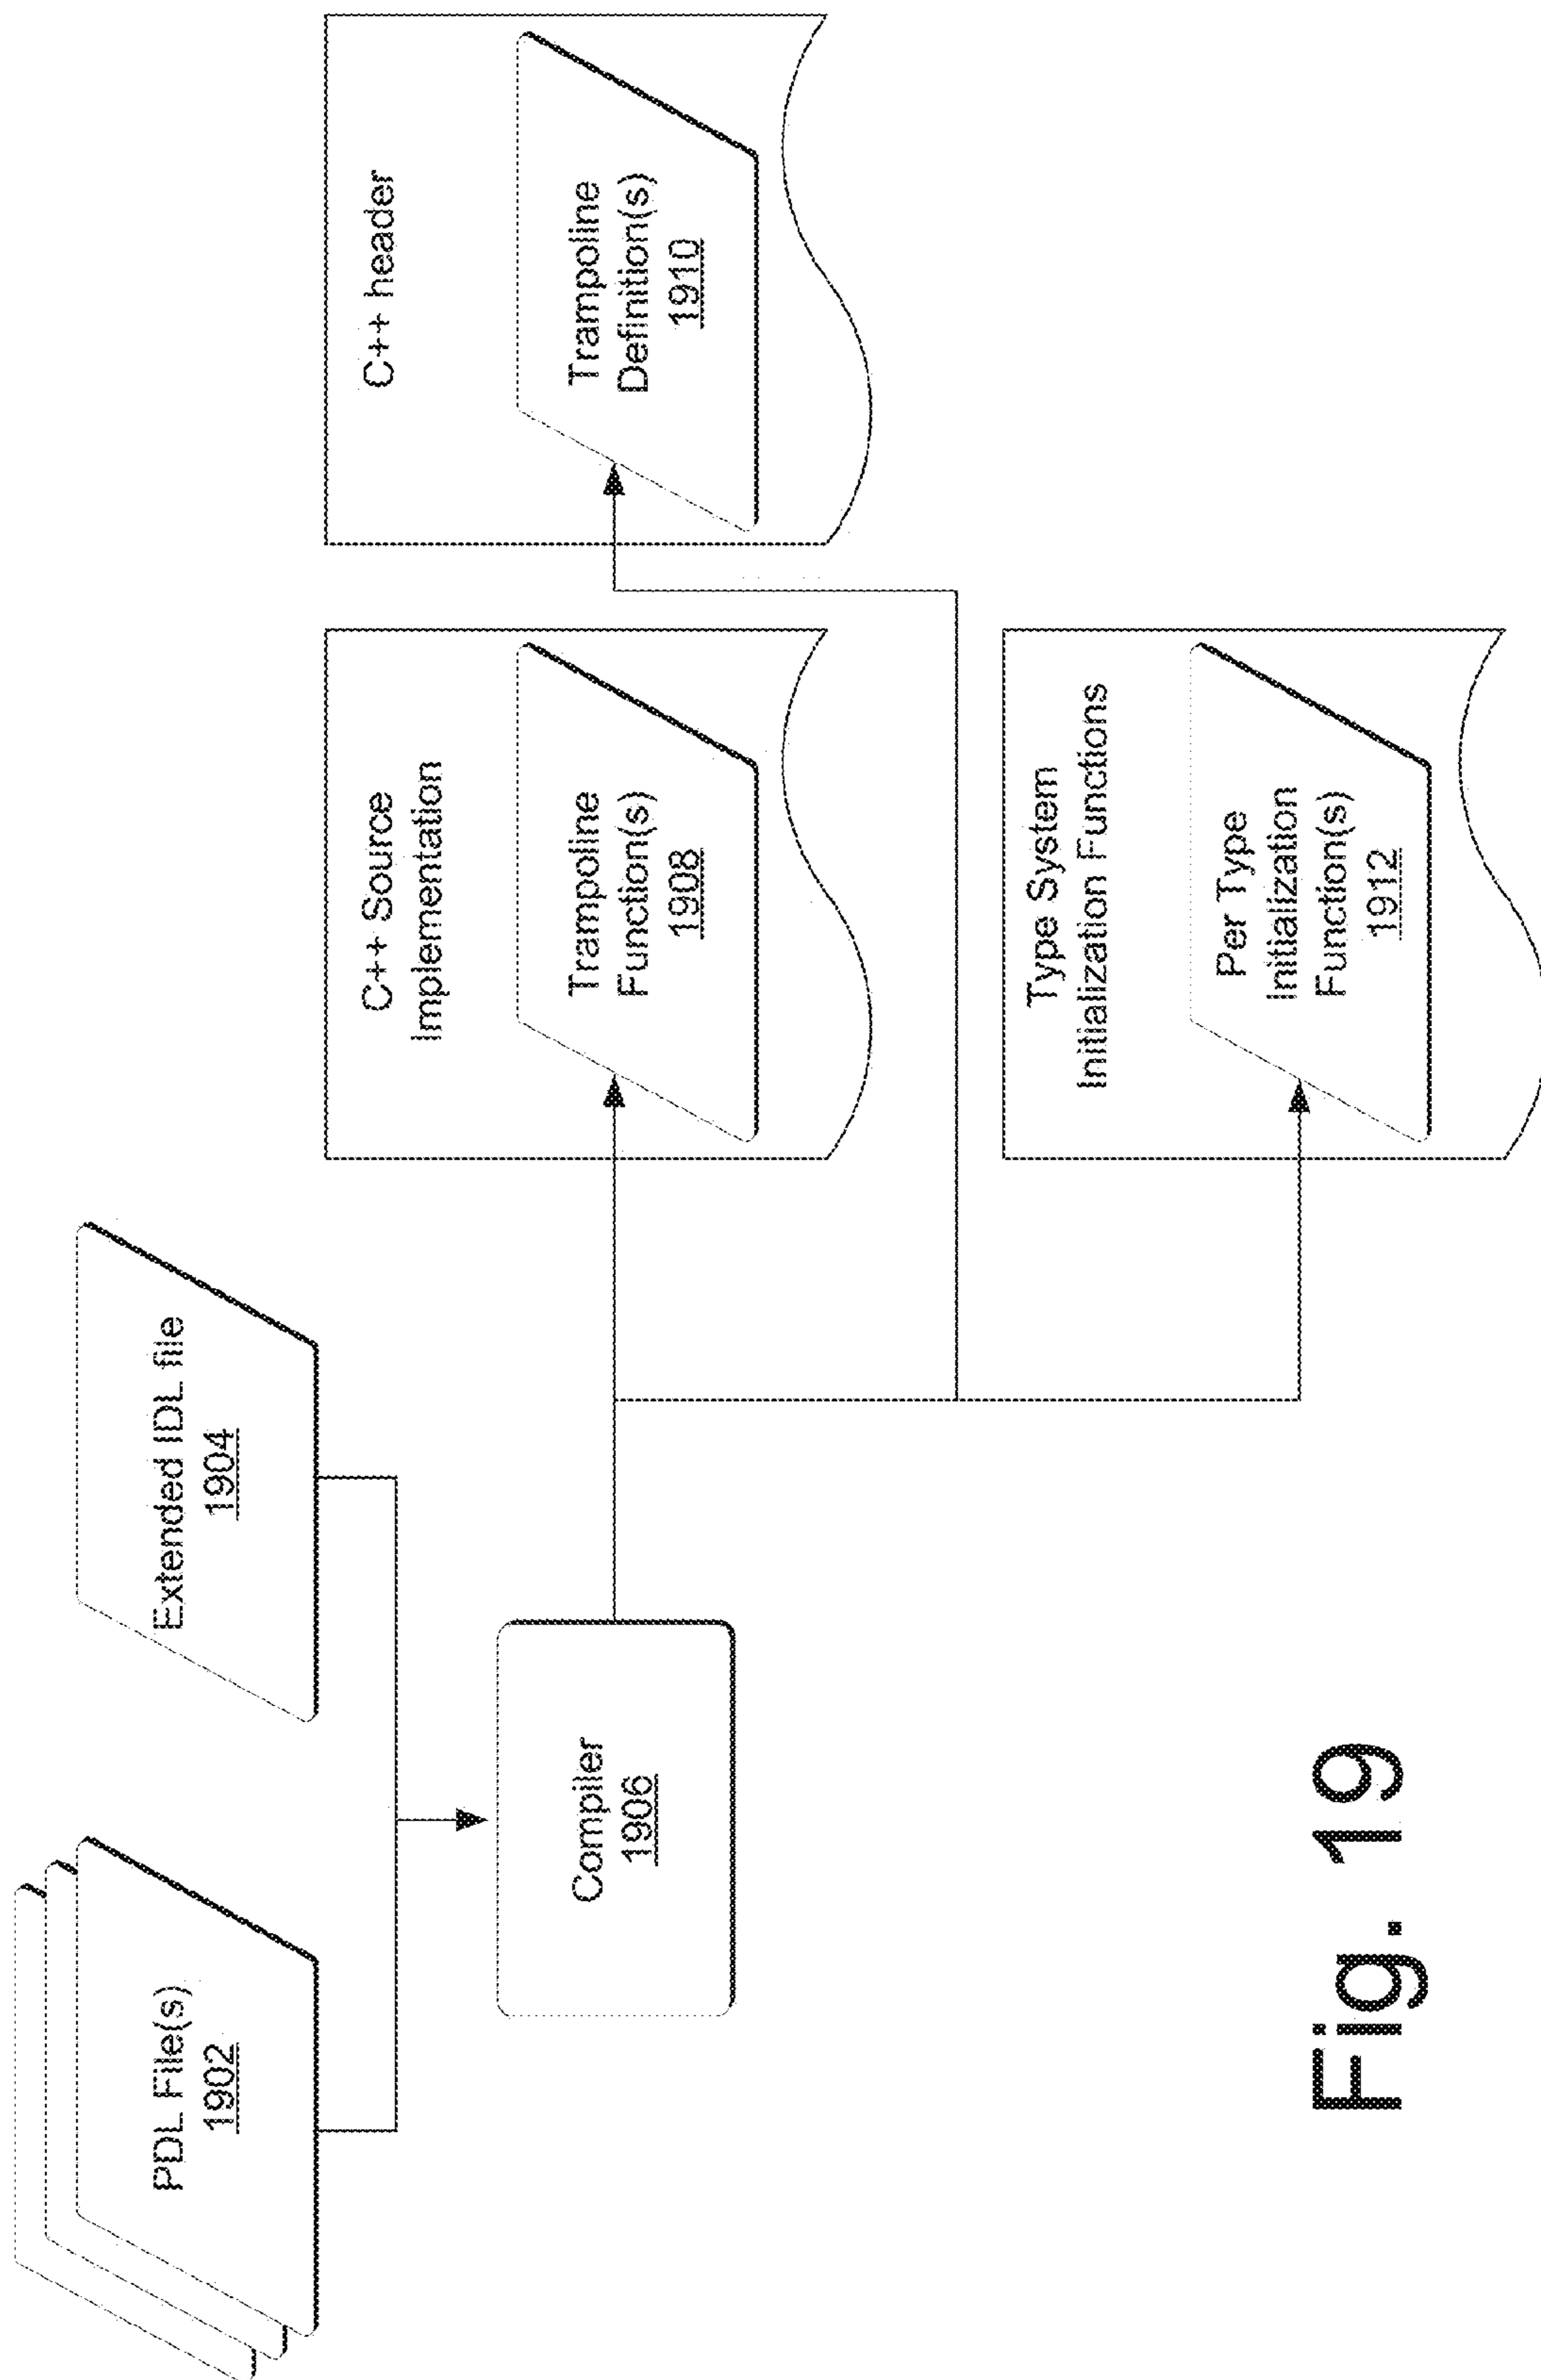 PDL File(s)
1902
Extended IDL file
1904
Compiler
1906
C++ Source
Implementation
Trampoline
Function(s)
1908
C++ header
Trampoline
Definition(s)
1910
Type System
Initialization Functions
Per Type
Initialization
Function(s)
1912
Fig. 19